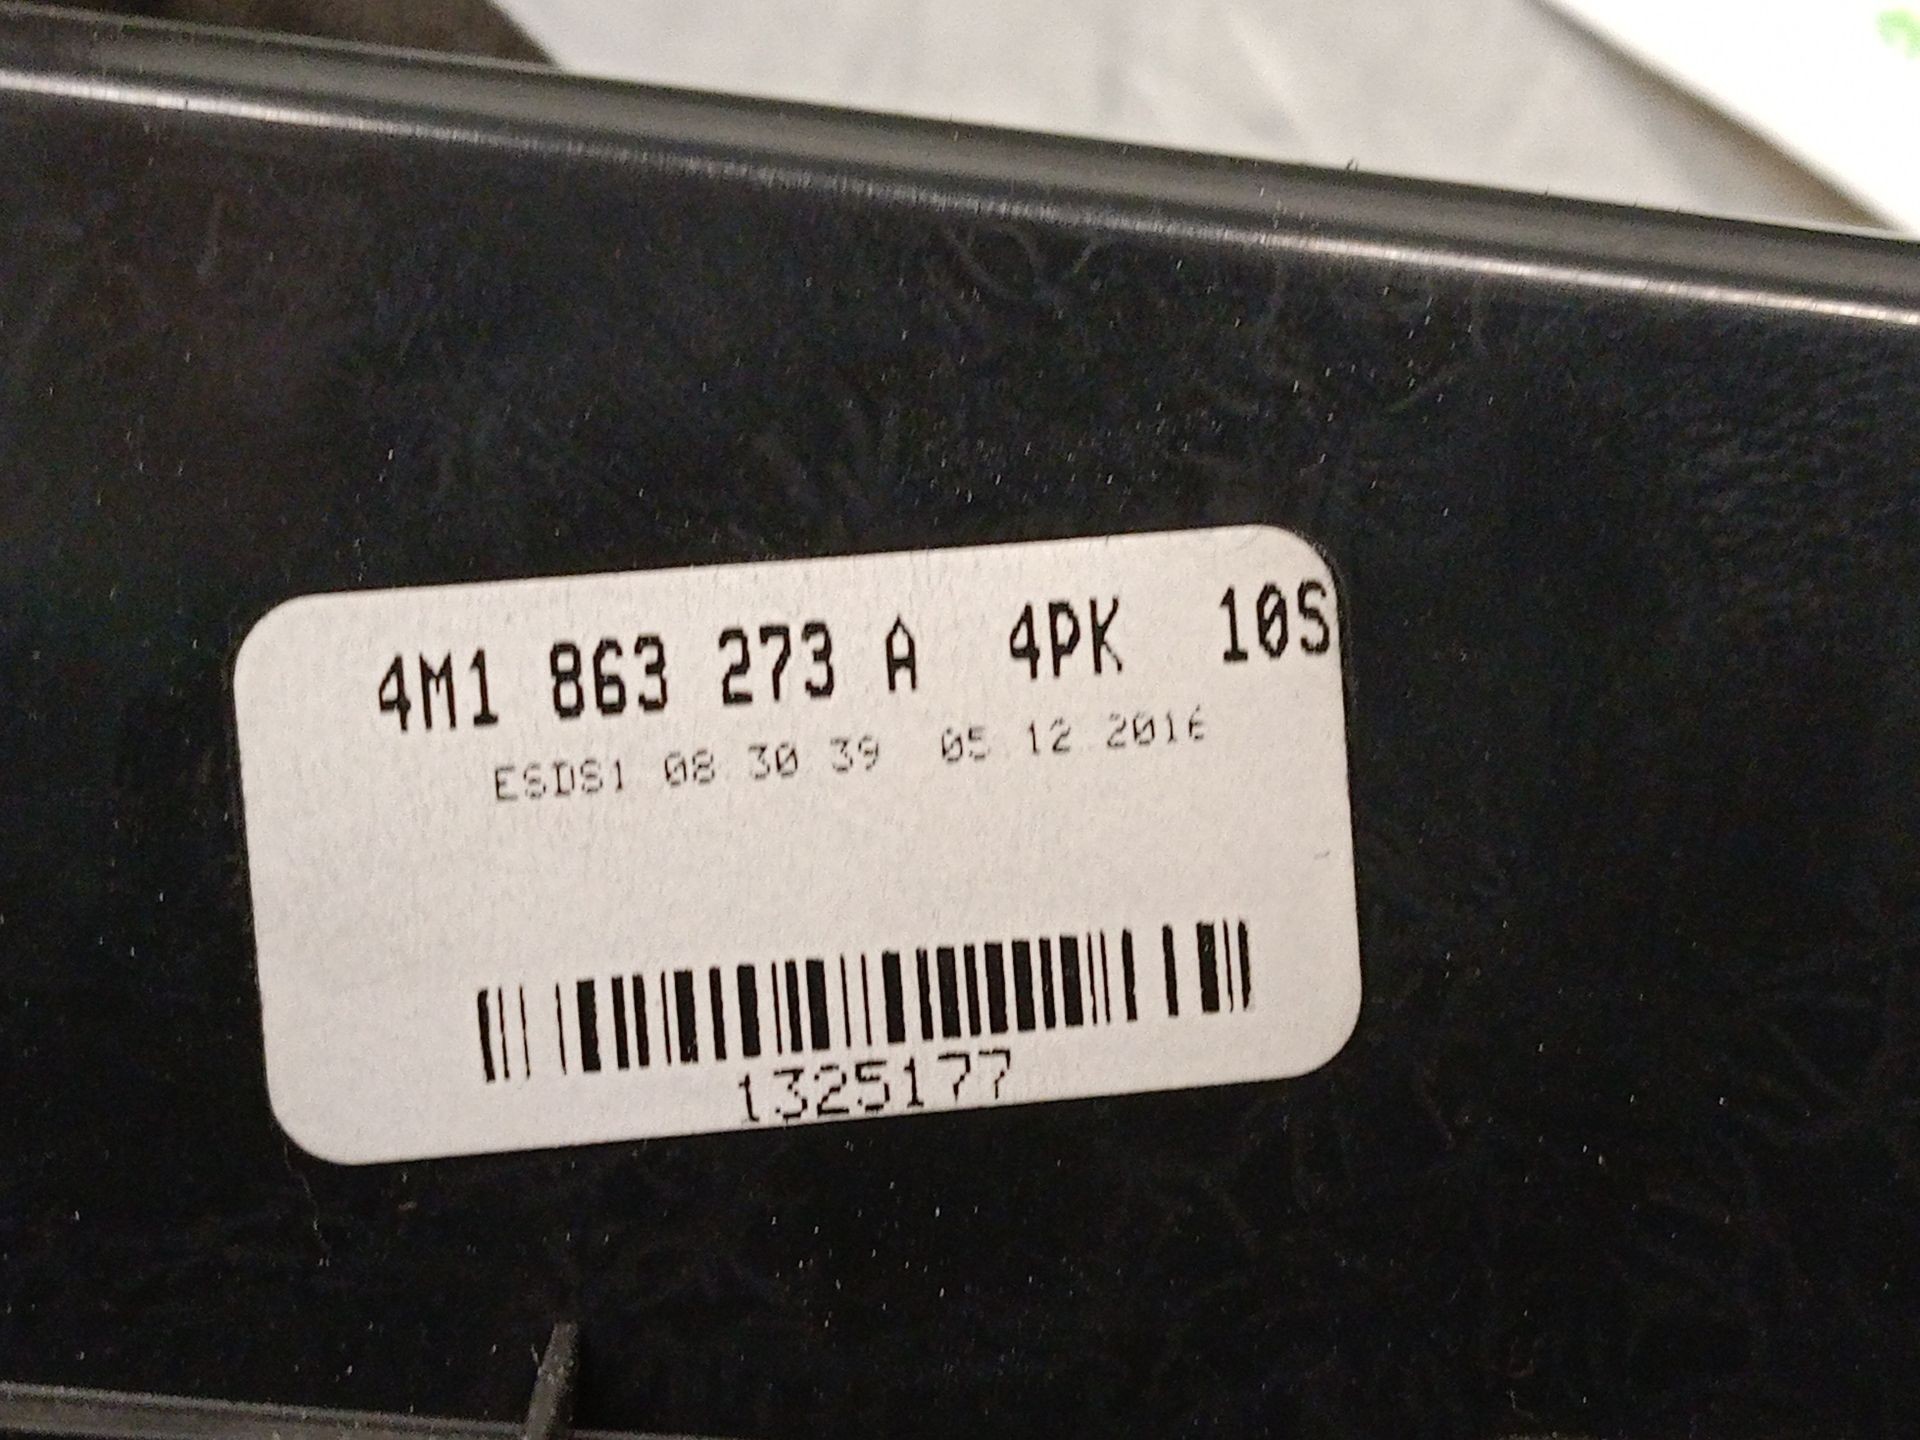 4M1 863 273 A 4PK 10S
ESDS1 08 30 39 05 12 2016
1325177